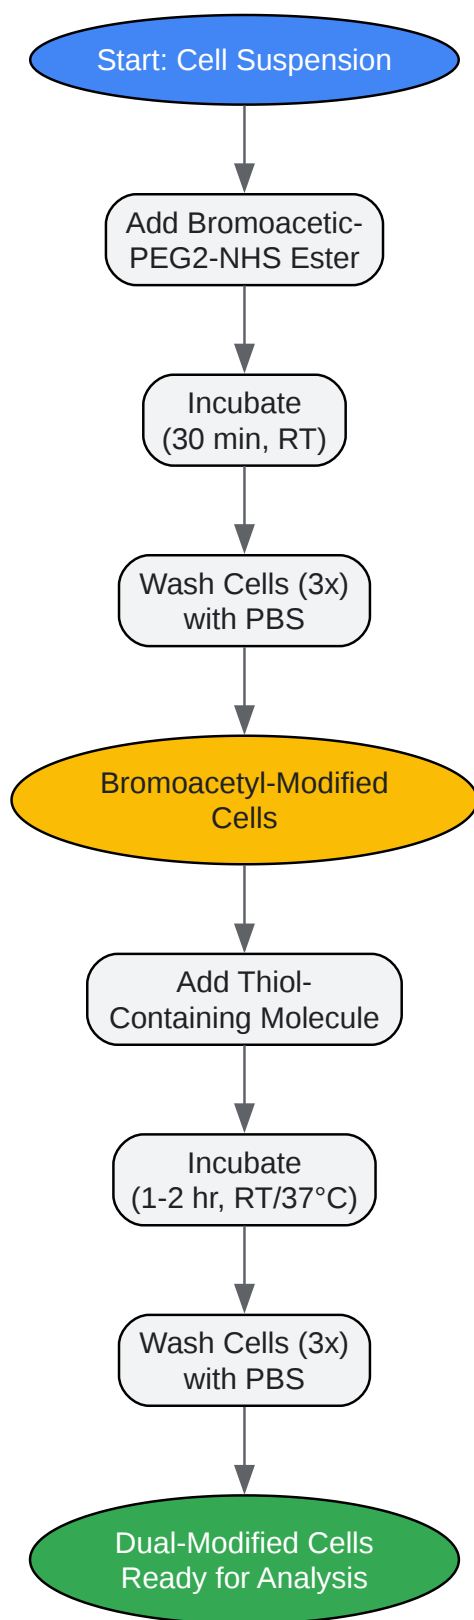 Start: Cell Suspension
Add Bromoacetic-
PEG2-NHS Ester
Incubate
(30 min, RT)
Wash Cells (3x)
with PBS
Bromoacetyl-Modified
Cells
Add Thiol-
Containing Molecule
Incubate
(1-2 hr, RT/37°C)
Wash Cells (3x)
with PBS
Dual-Modified Cells
Ready for Analysis